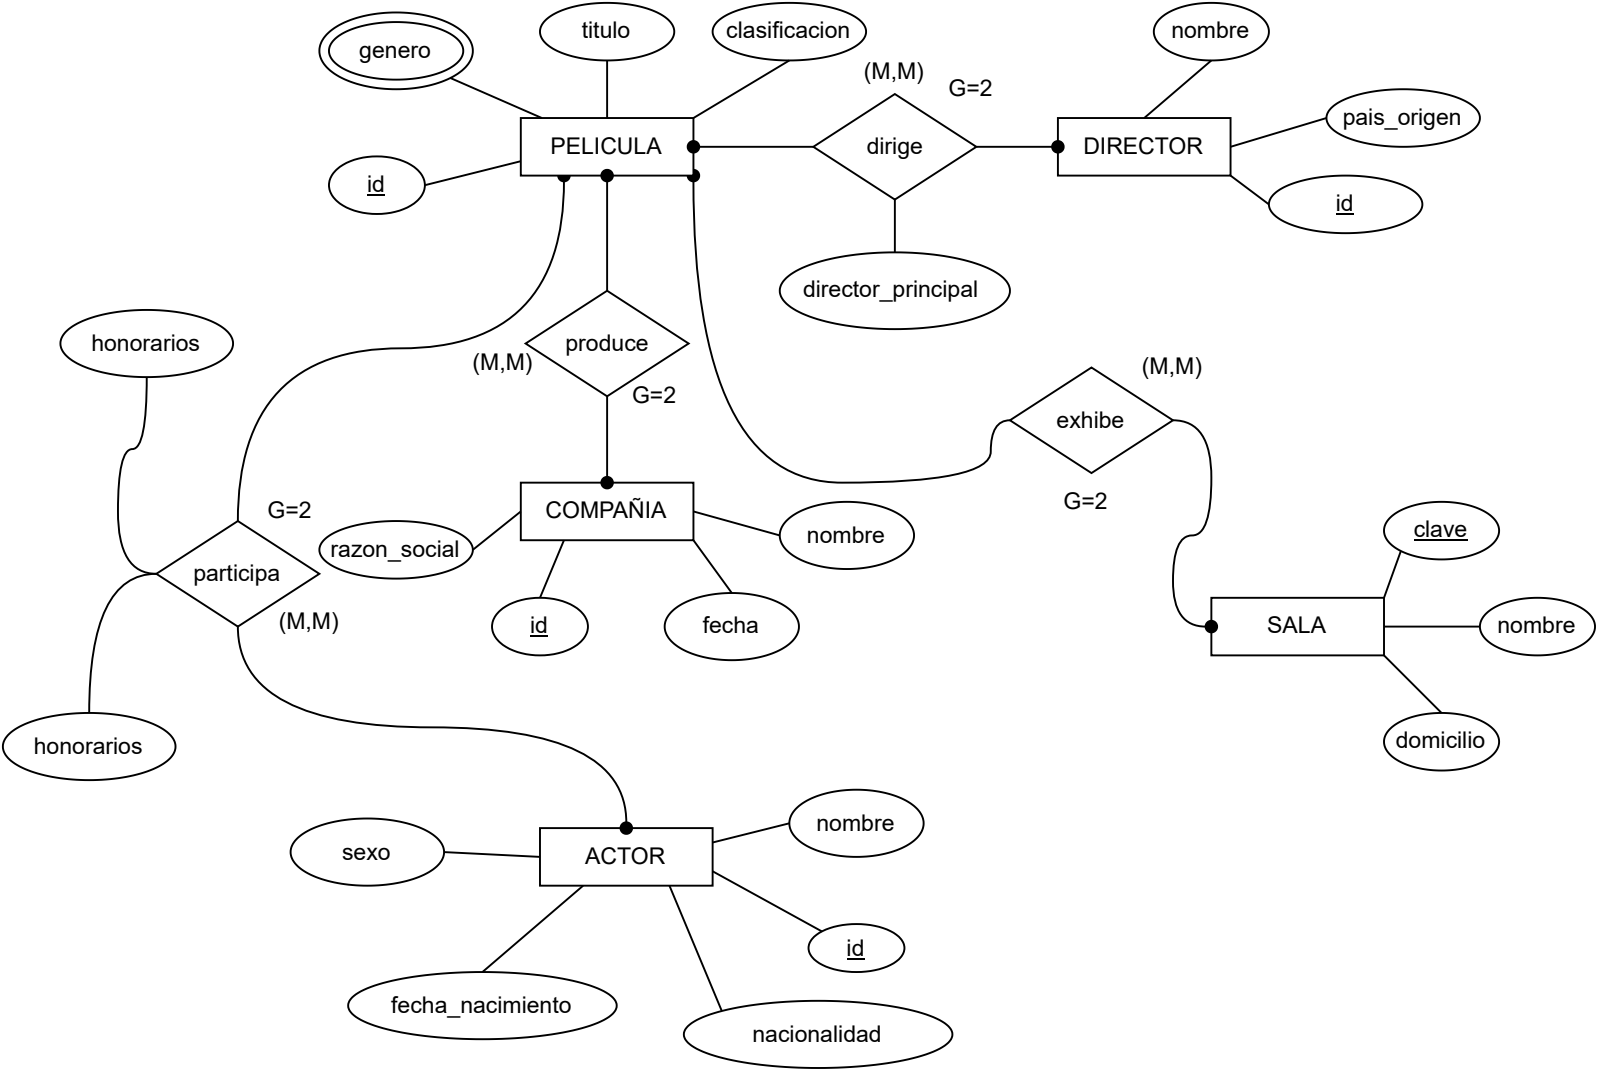 titulo
clasificacion
nombre
genero
(M,M)
G=2
pais_origen
PELICULA
dirige
DIRECTOR
id
id
director_principal
honorarios
produce
(M,M)
(M,M)
G=2
exhibe
G=2
G=2
COMPAÑIA
clave
razon_social
nombre
participa
(M,M)
id
fecha
SALA
nombre
honorarios
domicilio
nombre
sexo
ACTOR
id
fecha_nacimiento
nacionalidad